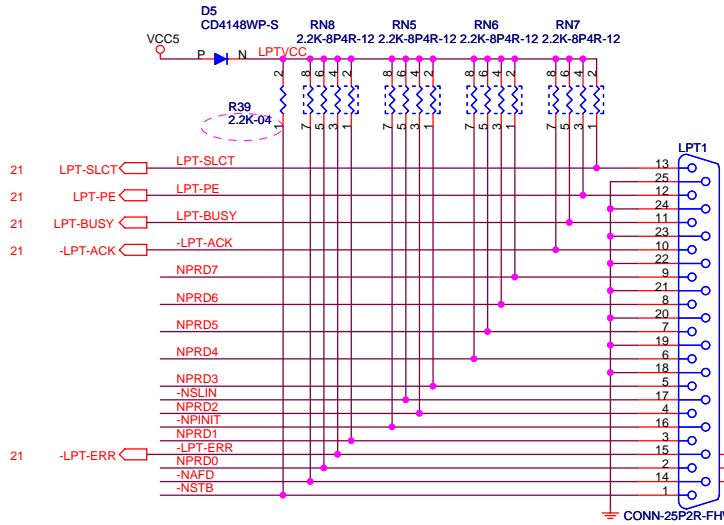 D5
CD4148WP-S
RN8
2.2K-8P4R-12
RN5
2.2K-8P4R-12
RN6
2.2K-8P4R-12
RN7
2.2K-8P4R-12
VCC5
P N
LPTVCC
2 8 6 4 2 8 6 4 2 8 6 4 2 8 6 4 2
R39
2.2K-04
1 7 5 3 1 7 5 3 1 7 5 3 1 7 5 3 1
LPT1
21 LPT-SLCT LPT-SLCT 13
25
21 LPT-PE LPT-PE 12
24
21 LPT-BUSY LPT-BUSY 11
23
21 -LPT-ACK -LPT-ACK 10
22
NPRD7 9
21
NPRD6 8
20
NPRD5 7
19
NPRD4 6
18
NPRD3 5
-NSLIN 17
NPRD2 4
-NPINIT 16
NPRD1 3
21 -LPT-ERR -LPT-ERR 15
NPRD0 2
-NAFD 14
-NSTB 1